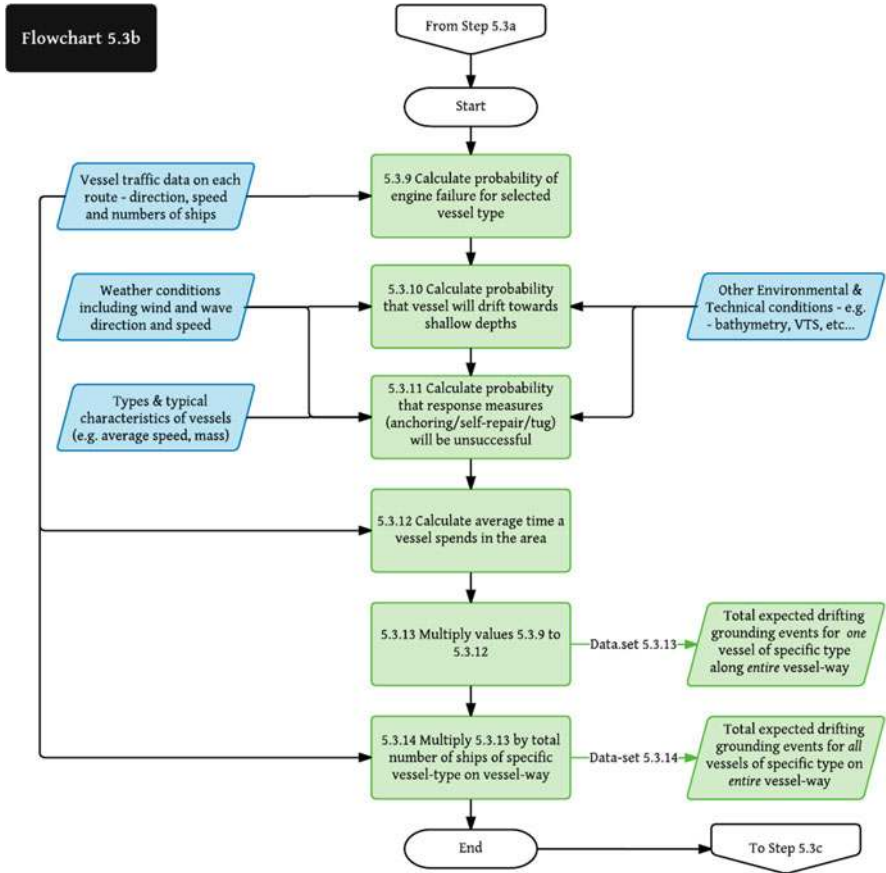 Flowchart 5.3b
From Step 5.3a
Start
Vessel traffic data on each
route - direction, speed
and numbers of ships
5.3.9 Calculate probability of
engine failure for selected
vessel type
Weather conditions
including wind and wave
direction and speed
5.3.10 Calculate probability
that vessel will drift towards
shallow depths
Other Environmental &
Technical conditions - e.g.
- bathymetry, VTS, etc...
Types & typical
characteristics of vessels
(e.g. average speed, mass)
5.3.11 Calculate probability
that response measures
(anchoring/self-repair/tug)
will be unsuccessful
5.3.12 Calculate average time a
vessel spends in the area
5.3.13 Multiply values 5.3.9 to
5.3.12
Data.set 5.3.13
Total expected drifting
grounding events for one
vessel of specific type
along entire vessel-way
5.3.14 Multiply 5.3.13 by total
number of ships of specific
vessel-type on vessel-way
Data-set 5.3.14
Total expected drifting
grounding events for all
vessels of specific type on
entire vessel-way
End
To Step 5.3c